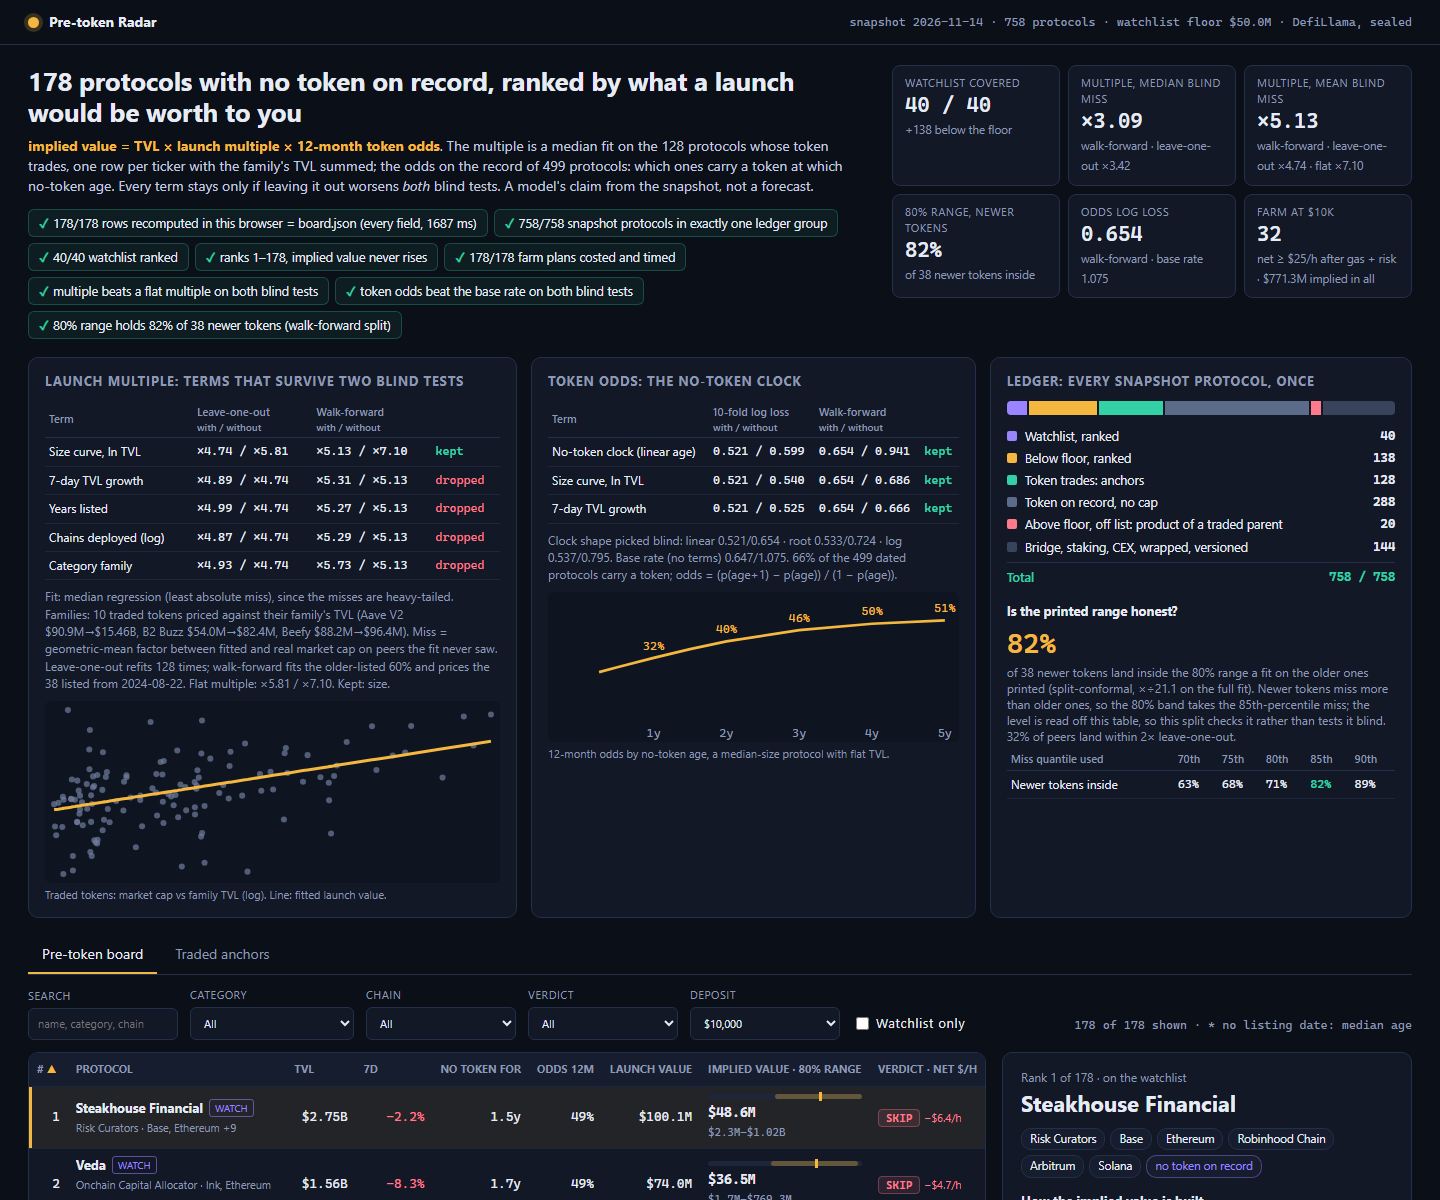 Pre-token Radar
snapshot 2026-11-14 · 758 protocols · watchlist floor $50.0M · DefiLlama, sealed
178 protocols with no token on record, ranked by what a launch
would be worth to you
implied value = TVL × launch multiple × 12-month token odds. The multiple is a median fit on the 128 protocols whose token
trades, one row per ticker with the family's TVL summed; the odds on the record of 499 protocols: which ones carry a token at which
no-token age. Every term stays only if leaving it out worsens both blind tests. A model's claim from the snapshot, not a forecast.
✓ 178/178 rows recomputed in this browser = board.json (every field, 1687 ms)
✓ 758/758 snapshot protocols in exactly one ledger group
✓ 40/40 watchlist ranked
✓ ranks 1–178, implied value never rises
✓ 178/178 farm plans costed and timed
✓ multiple beats a flat multiple on both blind tests
✓ token odds beat the base rate on both blind tests
✓ 80% range holds 82% of 38 newer tokens (walk-forward split)
WATCHLIST COVERED
40 / 40
+138 below the floor
MULTIPLE, MEDIAN BLIND
MISS
×3.09
walk-forward · leave-one-
out ×3.42
MULTIPLE, MEAN BLIND
MISS
×5.13
walk-forward · leave-one-
out ×4.74 · flat ×7.10
80% RANGE, NEWER
TOKENS
82%
of 38 newer tokens inside
ODDS LOG LOSS
0.654
walk-forward · base rate
1.075
FARM AT $10K
32
net ≥ $25/h after gas + risk
· $771.3M implied in all
LAUNCH MULTIPLE: TERMS THAT SURVIVE TWO BLIND TESTS
Term Leave-one-out with / without Walk-forward with / without
Size curve, ln TVL ×4.74 / ×5.81 ×5.13 / ×7.10 kept
7-day TVL growth ×4.89 / ×4.74 ×5.31 / ×5.13 dropped
Years listed ×4.99 / ×4.74 ×5.27 / ×5.13 dropped
Chains deployed (log) ×4.87 / ×4.74 ×5.29 / ×5.13 dropped
Category family ×4.93 / ×4.74 ×5.73 / ×5.13 dropped
Fit: median regression (least absolute miss), since the misses are heavy-tailed.
Families: 10 traded tokens priced against their family's TVL (Aave V2
$90.9M→$15.46B, B2 Buzz $54.0M→$82.4M, Beefy $88.2M→$96.4M). Miss =
geometric-mean factor between fitted and real market cap on peers the fit never saw.
Leave-one-out refits 128 times; walk-forward fits the older-listed 60% and prices the
38 listed from 2024-08-22. Flat multiple: ×5.81 / ×7.10. Kept: size.
Traded tokens: market cap vs family TVL (log). Line: fitted launch value.
TOKEN ODDS: THE NO-TOKEN CLOCK
Term 10-fold log loss with / without Walk-forward with / without
No-token clock (linear age) 0.521 / 0.599 0.654 / 0.941 kept
Size curve, ln TVL 0.521 / 0.540 0.654 / 0.686 kept
7-day TVL growth 0.521 / 0.525 0.654 / 0.666 kept
Clock shape picked blind: linear 0.521/0.654 · root 0.533/0.724 · log
0.537/0.795. Base rate (no terms) 0.647/1.075. 66% of the 499 dated
protocols carry a token; odds = (p(age+1) − p(age)) / (1 − p(age)).
32% 40% 46% 50% 51%
1y 2y 3y 4y 5y
12-month odds by no-token age, a median-size protocol with flat TVL.
LEDGER: EVERY SNAPSHOT PROTOCOL, ONCE
Watchlist, ranked 40
Below floor, ranked 138
Token trades: anchors 128
Token on record, no cap 288
Above floor, off list: product of a traded parent 20
Bridge, staking, CEX, wrapped, versioned 144
Total 758 / 758
Is the printed range honest?
82%
of 38 newer tokens land inside the 80% range a fit on the older ones
printed (split-conformal, ×÷21.1 on the full fit). Newer tokens miss more
than older ones, so the 80% band takes the 85th-percentile miss; the
level is read off this table, so this split checks it rather than tests it blind.
32% of peers land within 2× leave-one-out.
Miss quantile used 70th 75th 80th 85th 90th
Newer tokens inside 63% 68% 71% 82% 89%
Pre-token board Traded anchors
SEARCH CATEGORY CHAIN VERDICT DEPOSIT
name, category, chain All All All $10,000 Watchlist only
178 of 178 shown · * no listing date: median age
# ▲ PROTOCOL TVL 7D NO TOKEN FOR ODDS 12M LAUNCH VALUE IMPLIED VALUE · 80% RANGE VERDICT · NET $/H
1 Steakhouse Financial WATCH $2.75B −2.2% 1.5y 49% $100.1M $48.6M SKIP −$6.4/h
Risk Curators · Base, Ethereum +9 $2.3M–$1.02B
2 Veda WATCH $1.56B −8.3% 1.7y 49% $74.0M $36.5M SKIP −$4.7/h
Onchain Capital Allocator · Ink, Ethereum $1.7M–$769.3M
Rank 1 of 178 · on the watchlist
Steakhouse Financial
Risk Curators Base Ethereum Robinhood Chain
Arbitrum Solana no token on record
How the implied value is built